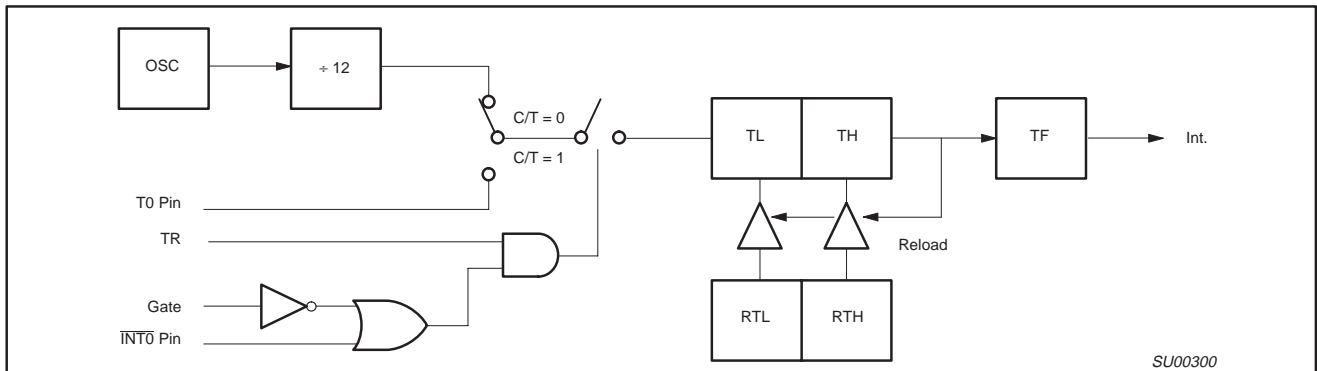 OSC
÷ 12
C/T = 0
C/T = 1
TL
TH
TF
Int.
T0 Pin
TR
Reload
Gate
INT0 Pin
RTL
RTH
SU00300